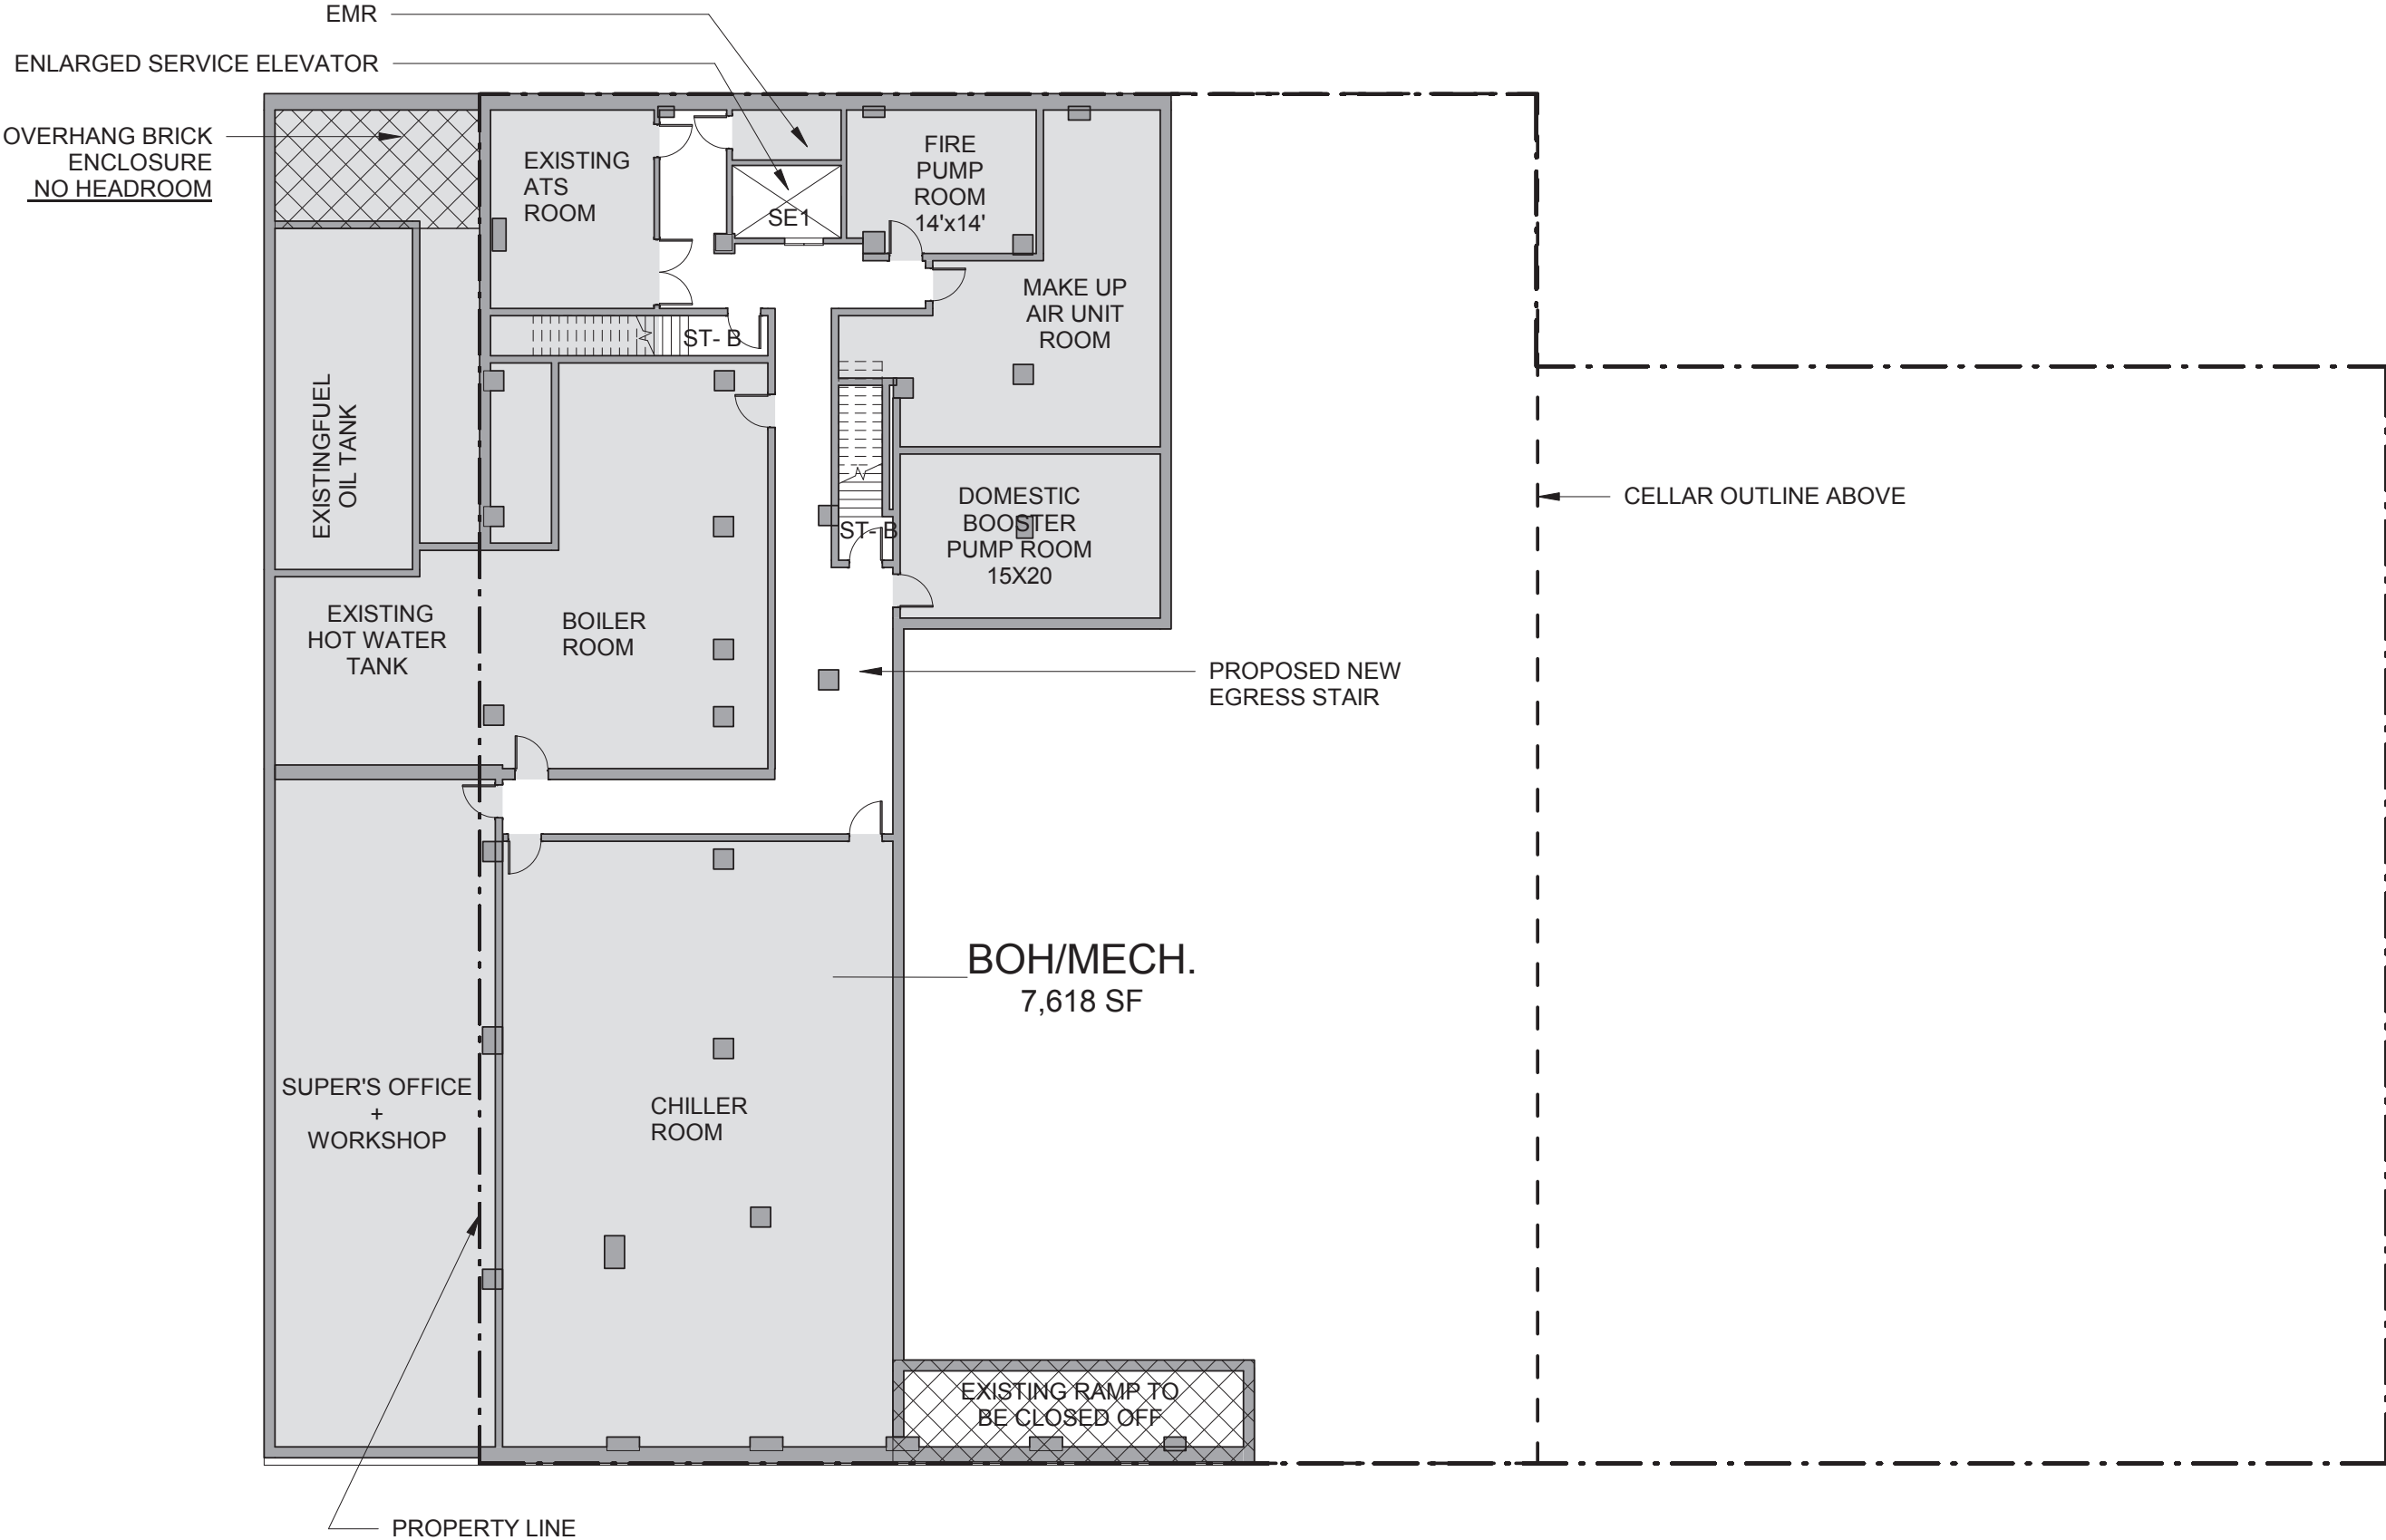 EMR
ENLARGED SERVICE ELEVATOR
OVERHANG BRICK
ENCLOSURE
NO HEADROOM
EXISTING
ATS
ROOM
SE1
FIRE
PUMP
ROOM
14'x14'
MAKE UP
AIR UNIT
ROOM
ST- B
EXISTINGFUEL
OIL TANK
ST- B
DOMESTIC
BOOSTER
PUMP ROOM
15X20
CELLAR OUTLINE ABOVE
EXISTING
HOT WATER
TANK
BOILER
ROOM
PROPOSED NEW
EGRESS STAIR
BOH/MECH.
7,618 SF
SUPER'S OFFICE
+
WORKSHOP
CHILLER
ROOM
EXISTING RAMP TO
BE CLOSED OFF
PROPERTY LINE